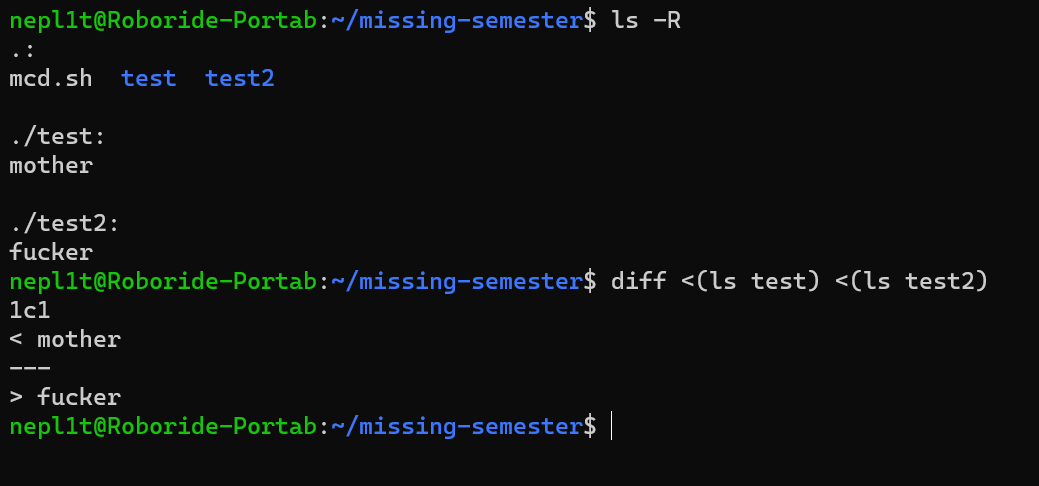 nepl1t@Roboride-Portab:~/missing-semester$ ls -R
.:
mcd.sh  test  test2
./test:
mother
./test2:
fucker
nepl1t@Roboride-Portab:~/missing-semester$ diff <(ls test) <(ls test2)
1c1
< mother
---
> fucker
nepl1t@Roboride-Portab:~/missing-semester$